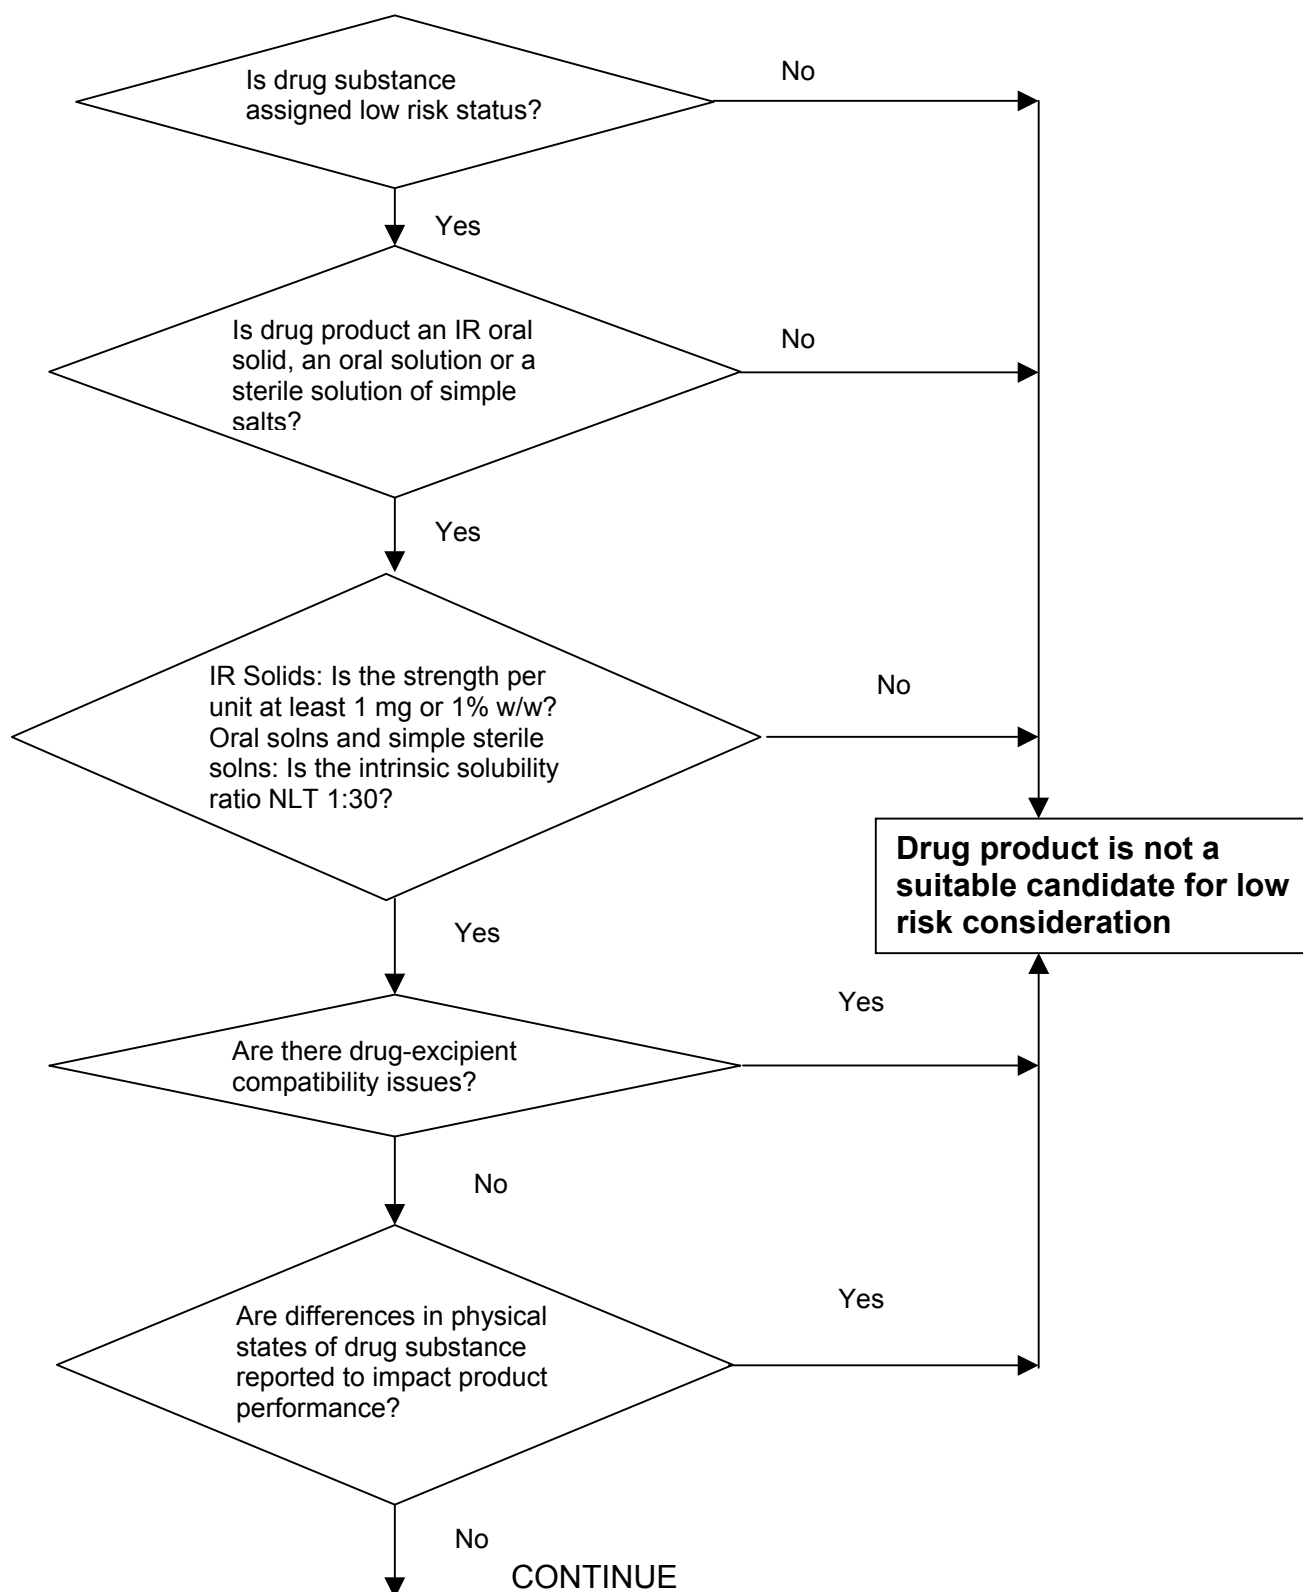 Is drug substance
assigned low risk status?
No
Yes
Is drug product an IR oral
solid, an oral solution or a
sterile solution of simple
salts?
No
Yes
IR Solids: Is the strength per
unit at least 1 mg or 1% w/w?
Oral solns and simple sterile
solns: Is the intrinsic solubility
ratio NLT 1:30?
No
Drug product is not a
suitable candidate for low
risk consideration
Yes
Are there drug-excipient
compatibility issues?
Yes
No
Are differences in physical
states of drug substance
reported to impact product
performance?
Yes
No
CONTINUE